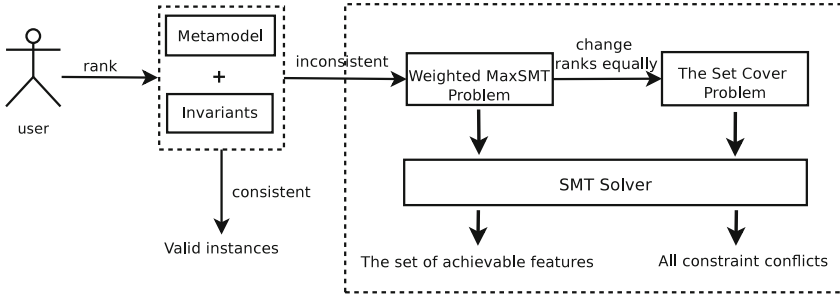 user
rank
Metamodel
+
Invariants
consistent
Valid instances
inconsistent
Weighted MaxSMT
Problem
change
ranks equally
The Set Cover
Problem
SMT Solver
The set of achievable features
All constraint conflicts